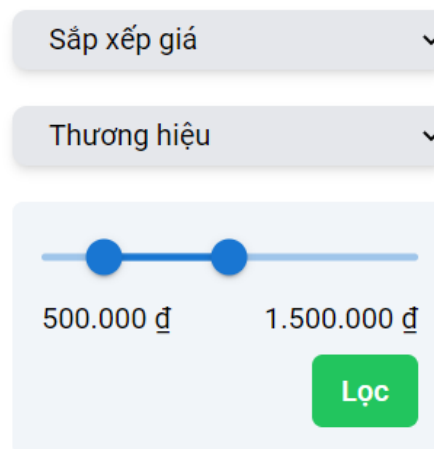 Sắp xếp giá
Thương hiệu
500.000 ₫ 1.500.000 ₫
Lọc